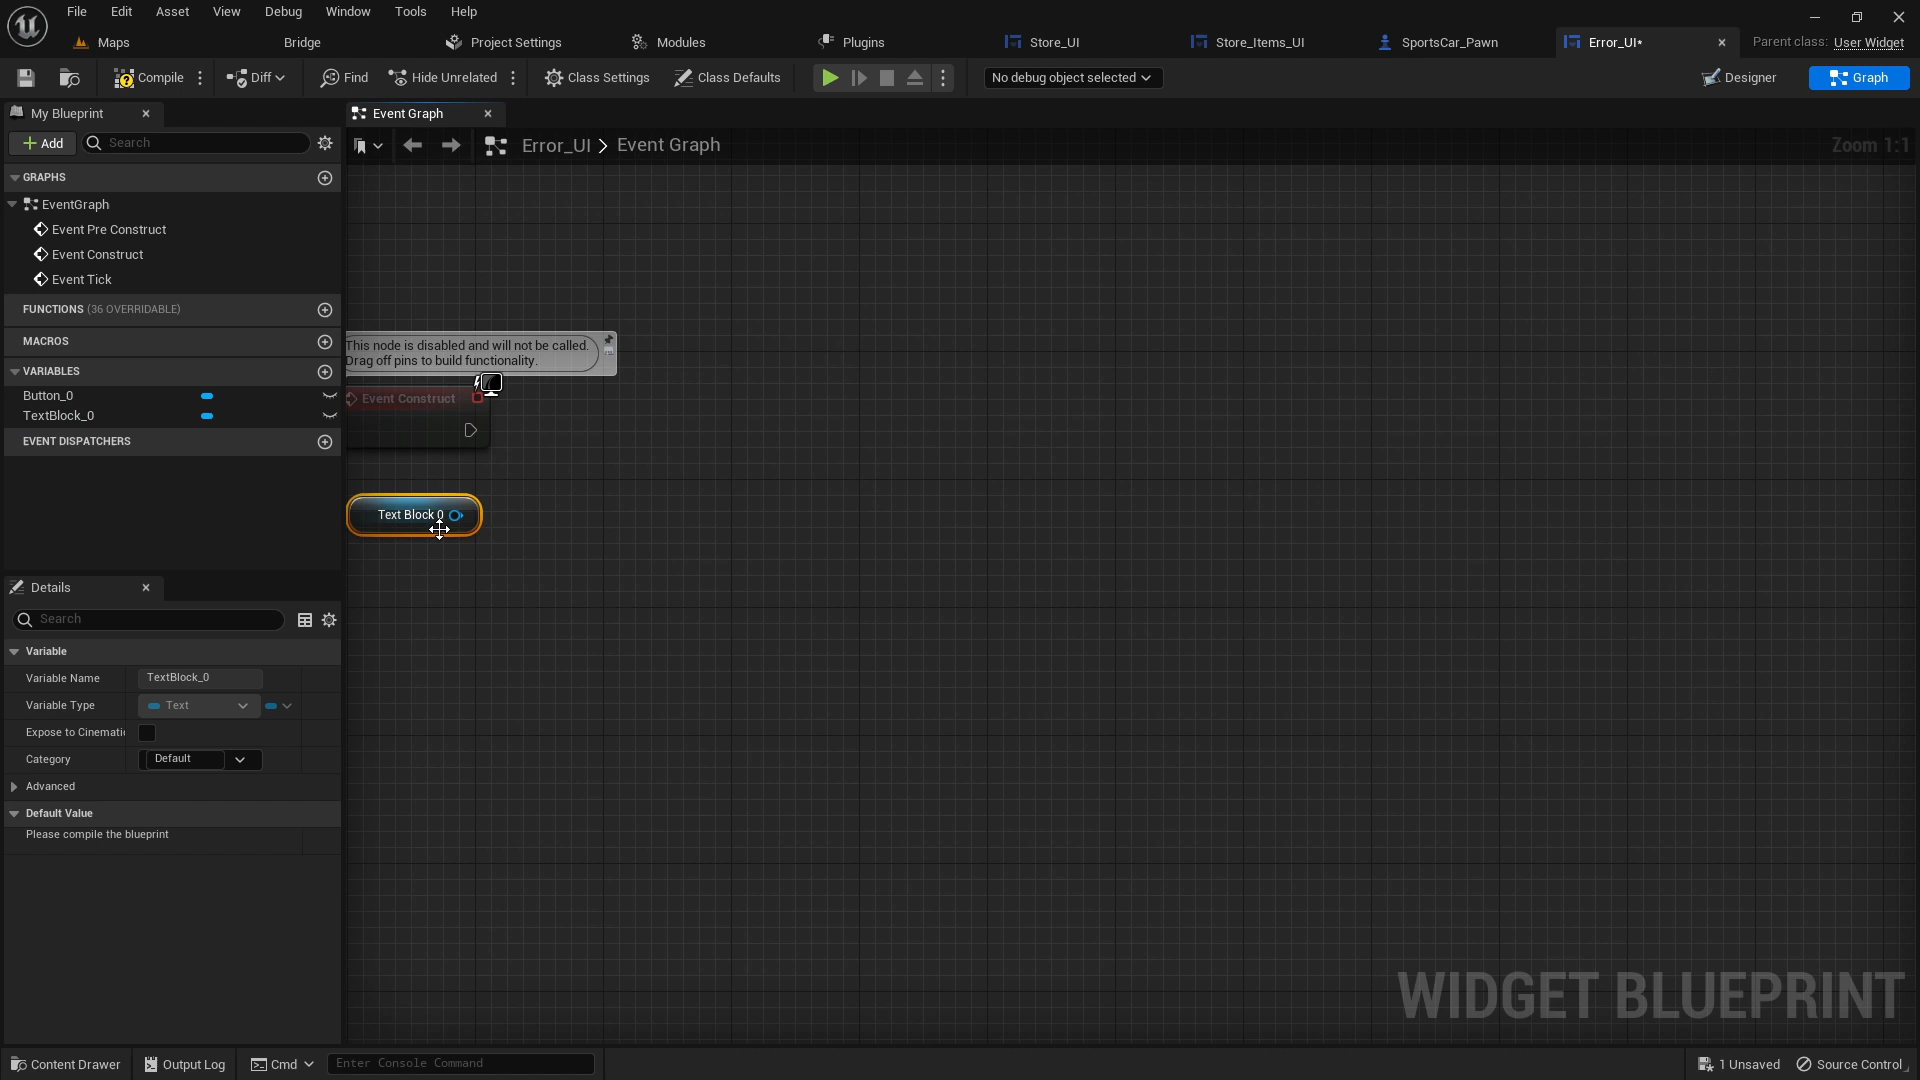 File Edit Asset View Debug Window Tools Help
Maps Bridge Project Settings Modules Plugins Store_UI Store_Items_UI SportsCar_Pawn Error_UI* Parent class: User Widget
Compile Diff Find Hide Unrelated Class Settings Class Defaults No debug object selected Designer Graph
My Blueprint
Event Graph
Add Search
Error_UI > Event Graph
Zoom 1:1
GRAPHS
EventGraph
Event Pre Construct
Event Construct
Event Tick
FUNCTIONS (36 OVERRIDABLE)
MACROS
VARIABLES
Button_0
TextBlock_0
EVENT DISPATCHERS
This node is disabled and will not be called.
Drag off pins to build functionality.
Event Construct
Text Block 0
Details
Search
Variable
Variable Name TextBlock_0
Variable Type Text
Expose to Cinemati
Category Default
Advanced
Default Value
Please compile the blueprint
WIDGET BLUEPRINT
Content Drawer Output Log Cmd Enter Console Command 1 Unsaved Source Control